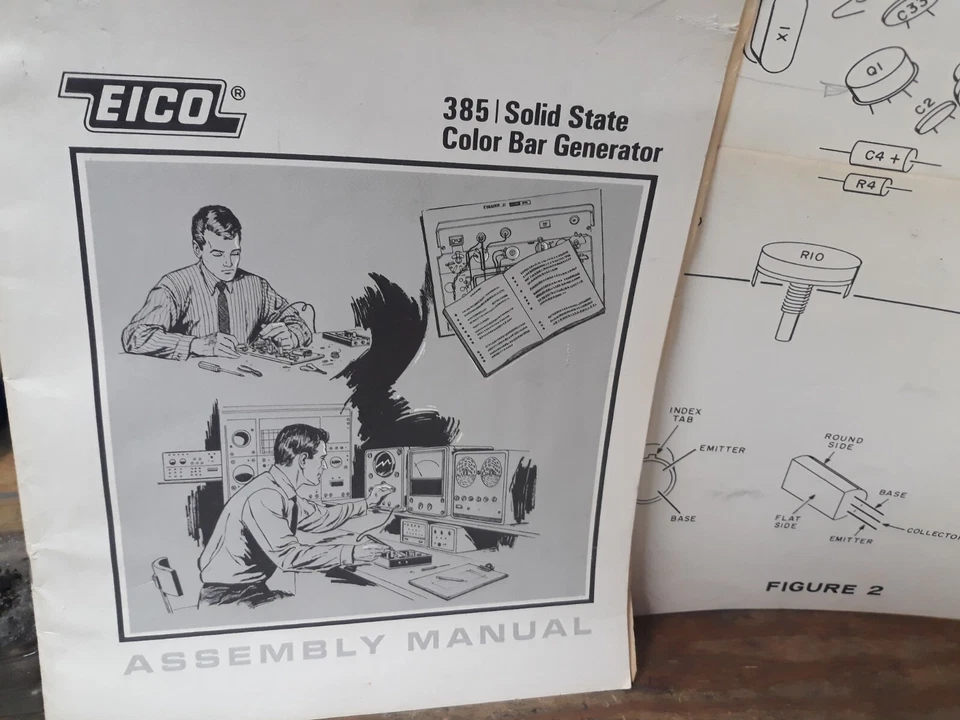 EICO®
385 | Solid State
Color Bar Generator
ASSEMBLY MANUAL
X1
C33
Q1
C2
C4 +
R4
R10
INDEX
TAB
EMITTER
BASE
ROUND
SIDE
FLAT
SIDE
BASE
COLLECTOR
EMITTER
FIGURE 2